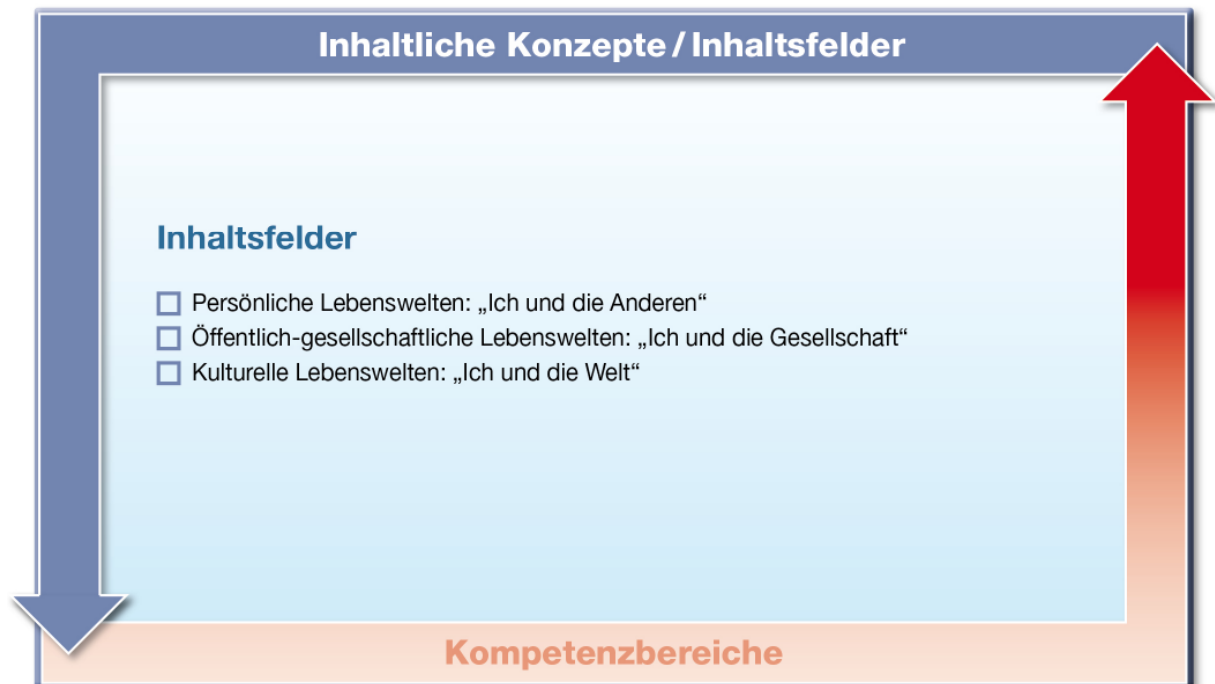 Inhaltliche Konzepte / Inhaltsfelder
Inhaltsfelder
Persönliche Lebenswelten: „Ich und die Anderen“
Öffentlich-gesellschaftliche Lebenswelten: „Ich und die Gesellschaft“
Kulturelle Lebenswelten: „Ich und die Welt“
Kompetenzbereiche